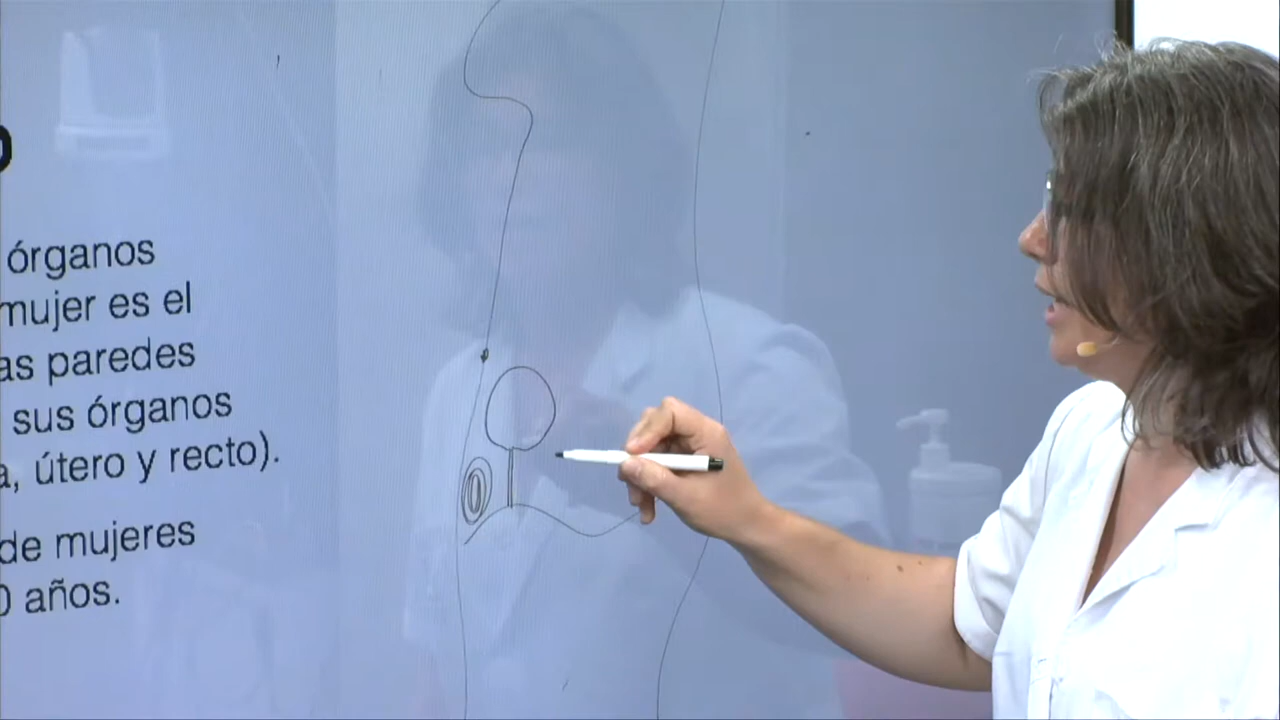 órganos
mujer es el
as paredes
sus órganos
a, útero y recto).
de mujeres
0 años.